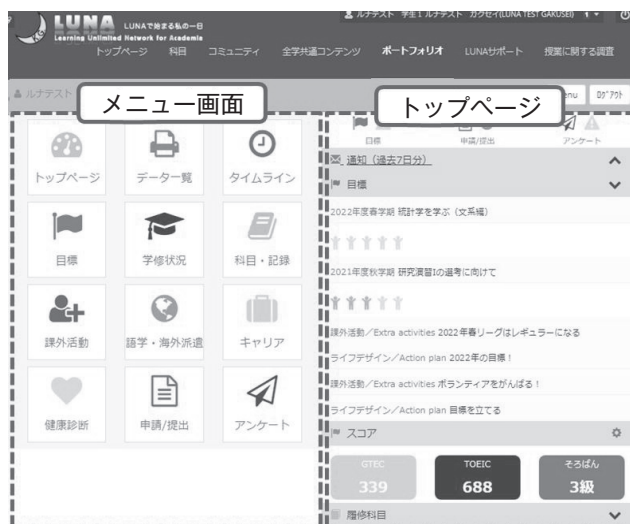 LUNA LUNAで始まる私の一日
Learning Unlimited Network for Academia
ルナテスト 学生1 ルナテスト ガクセイ(LUNA TEST GAKUSEI) 1
トップページ 科目 コミュニティ 全学共通コンテンツ ポートフォリオ LUNAサポート 授業に関する調査
ルナテスト
メニュー画面
トップページ
enu
ログアウト
トップページ
データ一覧
タイムライン
目標
学修状況
科目・記録
課外活動
語学・海外派遣
キャリア
健康診断
申請/提出
アンケート
目標
申請/提出
アンケート
通知(過去7日分)
目標
2022年度春学期 統計学を学ぶ(文系編)
2021年度秋学期 研究演習Iの選考に向けて
課外活動/Extra activities 2022年春リーグはレギュラーになる
ライフデザイン/Action plan 2022年の目標!
課外活動/Extra activities ボランティアをがんばる!
ライフデザイン/Action plan 目標を立てる
スコア
GTEC
339
TOEIC
688
そろばん
3級
履修科目